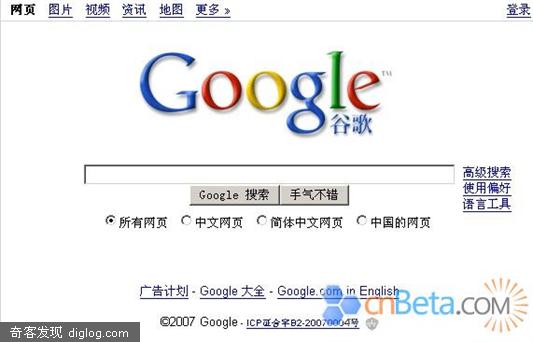 网页 图片 视频 资讯 地图 更多 » 登录
Google™
谷歌
高级搜索
Google 搜索 手气不错
使用偏好
语言工具
所有网页 中文网页 简体中文网页 中国的网页
广告计划 - Google 大全 - Google.com in English
cnBeta.COM
©2007 Google - ICP证合字B2-20070004号
奇客发现 diglog.com